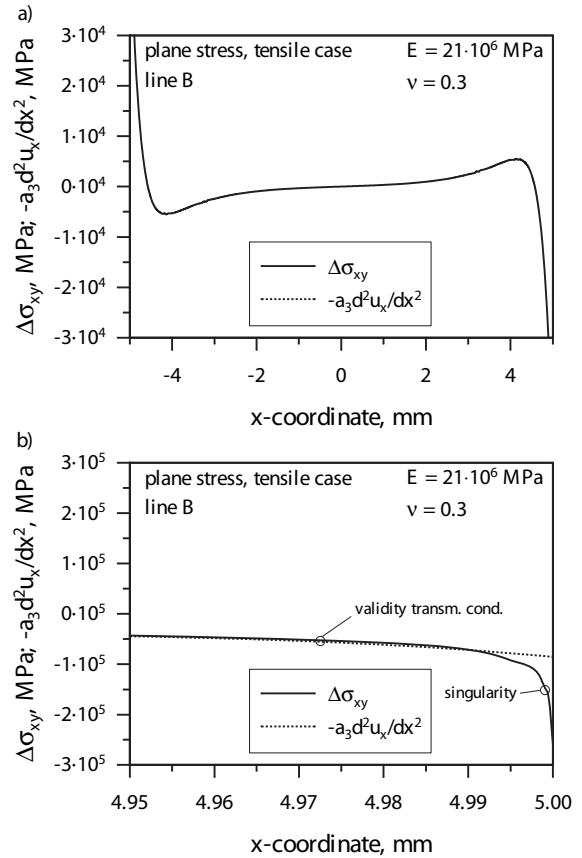 a)
3·10⁴
plane stress, tensile case
E = 21·10⁶ MPa
line B
ν = 0.3
2·10⁴
1·10⁴
0·10⁴
-1·10⁴
-2·10⁴
-3·10⁴
Δσxy, MPa; -a₃d²uₓ/dx², MPa
Δσxy
-a₃d²uₓ/dx²
-4 -2 0 2 4
x-coordinate, mm
b)
3·10⁵
plane stress, tensile case
E = 21·10⁶ MPa
line B
ν = 0.3
2·10⁵
1·10⁵
0·10⁵
-1·10⁵
-2·10⁵
-3·10⁵
Δσxy, MPa; -a₃d²uₓ/dx², MPa
validity transm. cond.
singularity
Δσxy
-a₃d²uₓ/dx²
4.95 4.96 4.97 4.98 4.99 5.00
x-coordinate, mm